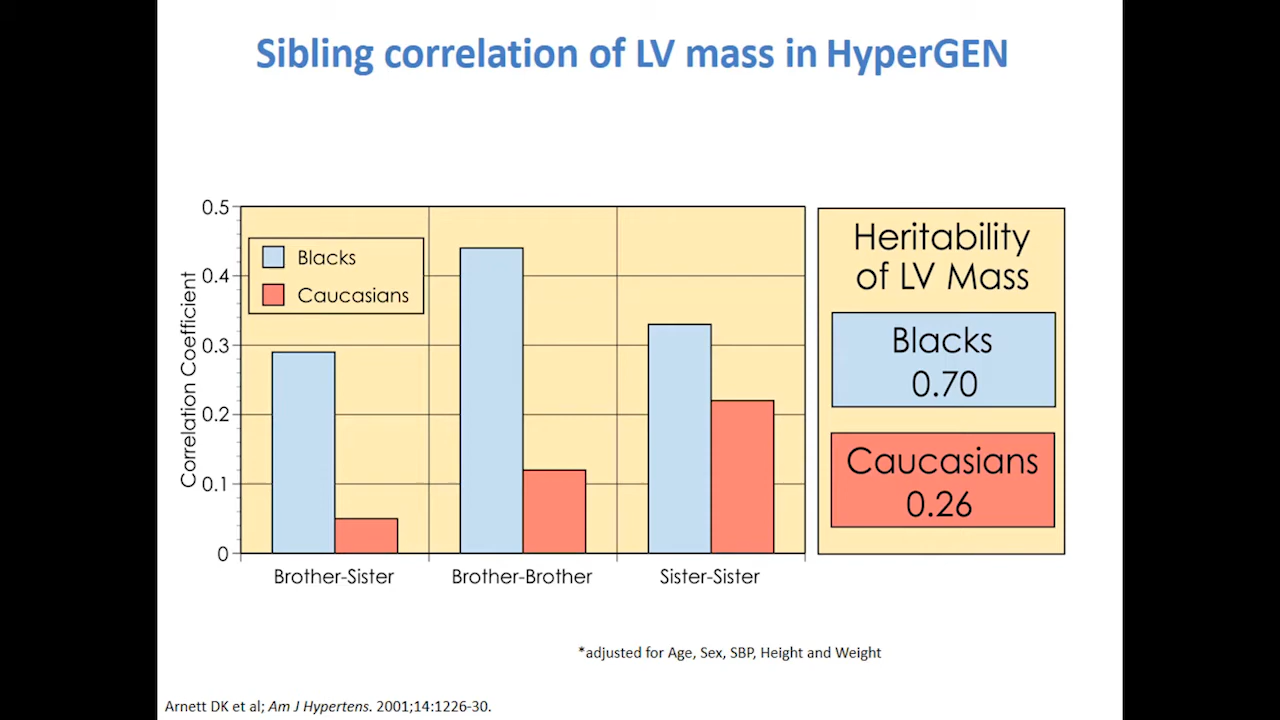 Sibling correlation of LV mass in HyperGEN
0.5
0.4
0.3
0.2
0.1
0
Correlation Coefficient
Blacks
Caucasians
Brother-Sister
Brother-Brother
Sister-Sister
Heritability
of LV Mass
Blacks
0.70
Caucasians
0.26
*adjusted for Age, Sex, SBP, Height and Weight
Arnett DK et al; Am J Hypertens. 2001;14:1226-30.